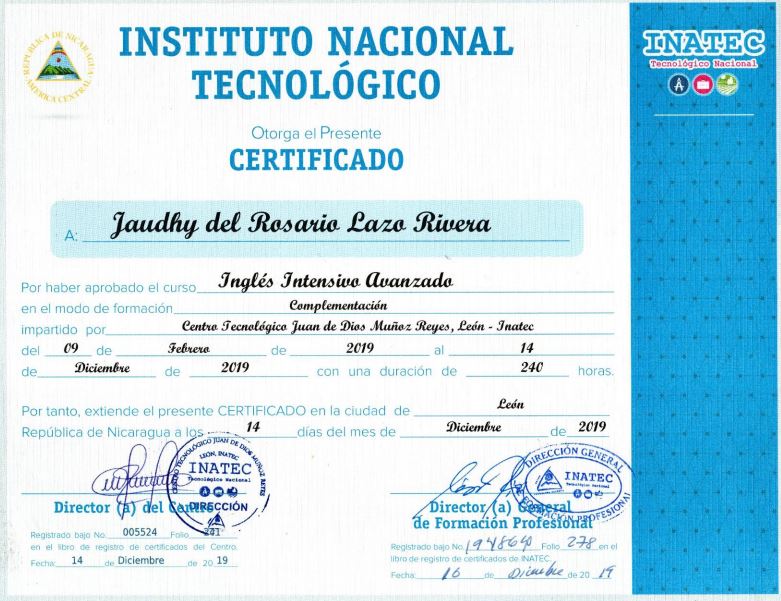 REPUBLICA DE NICARAGUA
AMERICA CENTRAL
INSTITUTO NACIONAL
TECNOLÓGICO
Otorga el Presente
CERTIFICADO
INATEC
Tecnológico Nacional
A: Jaudhy del Rosario Lazo Rivera
Por haber aprobado el curso Inglés Intensivo Avanzado
en el modo de formación Complementación
impartido por Centro Tecnológico Juan de Dios Muñoz Reyes, León - Inatec
del 09 de Febrero de 2019 al 14
de Diciembre de 2019 con una duración de 240 horas.
Por tanto, extiende el presente CERTIFICADO en la ciudad de León
República de Nicaragua a los 14 días del mes de Diciembre de 2019
CENTRO TECNOLÓGICO JUAN DE DIOS MUÑOZ REYES
LEÓN, INATEC
INATEC
Tecnológico Nacional
DIRECCIÓN
Director (a) del Centro
Registrado bajo No. 005524 Folio 241
en el libro de registro de certificados del Centro.
Fecha: 14 de Diciembre de 20 19
DIRECCIÓN GENERAL
INATEC
Tecnológico Nacional
FORMACIÓN PROFESIONAL
Director (a) General
de Formación Profesional
Registrado bajo No. 1948640 Folio 278 en el
libro de registro de certificados de INATEC.
Fecha: 16 de Diciembre de 20 19